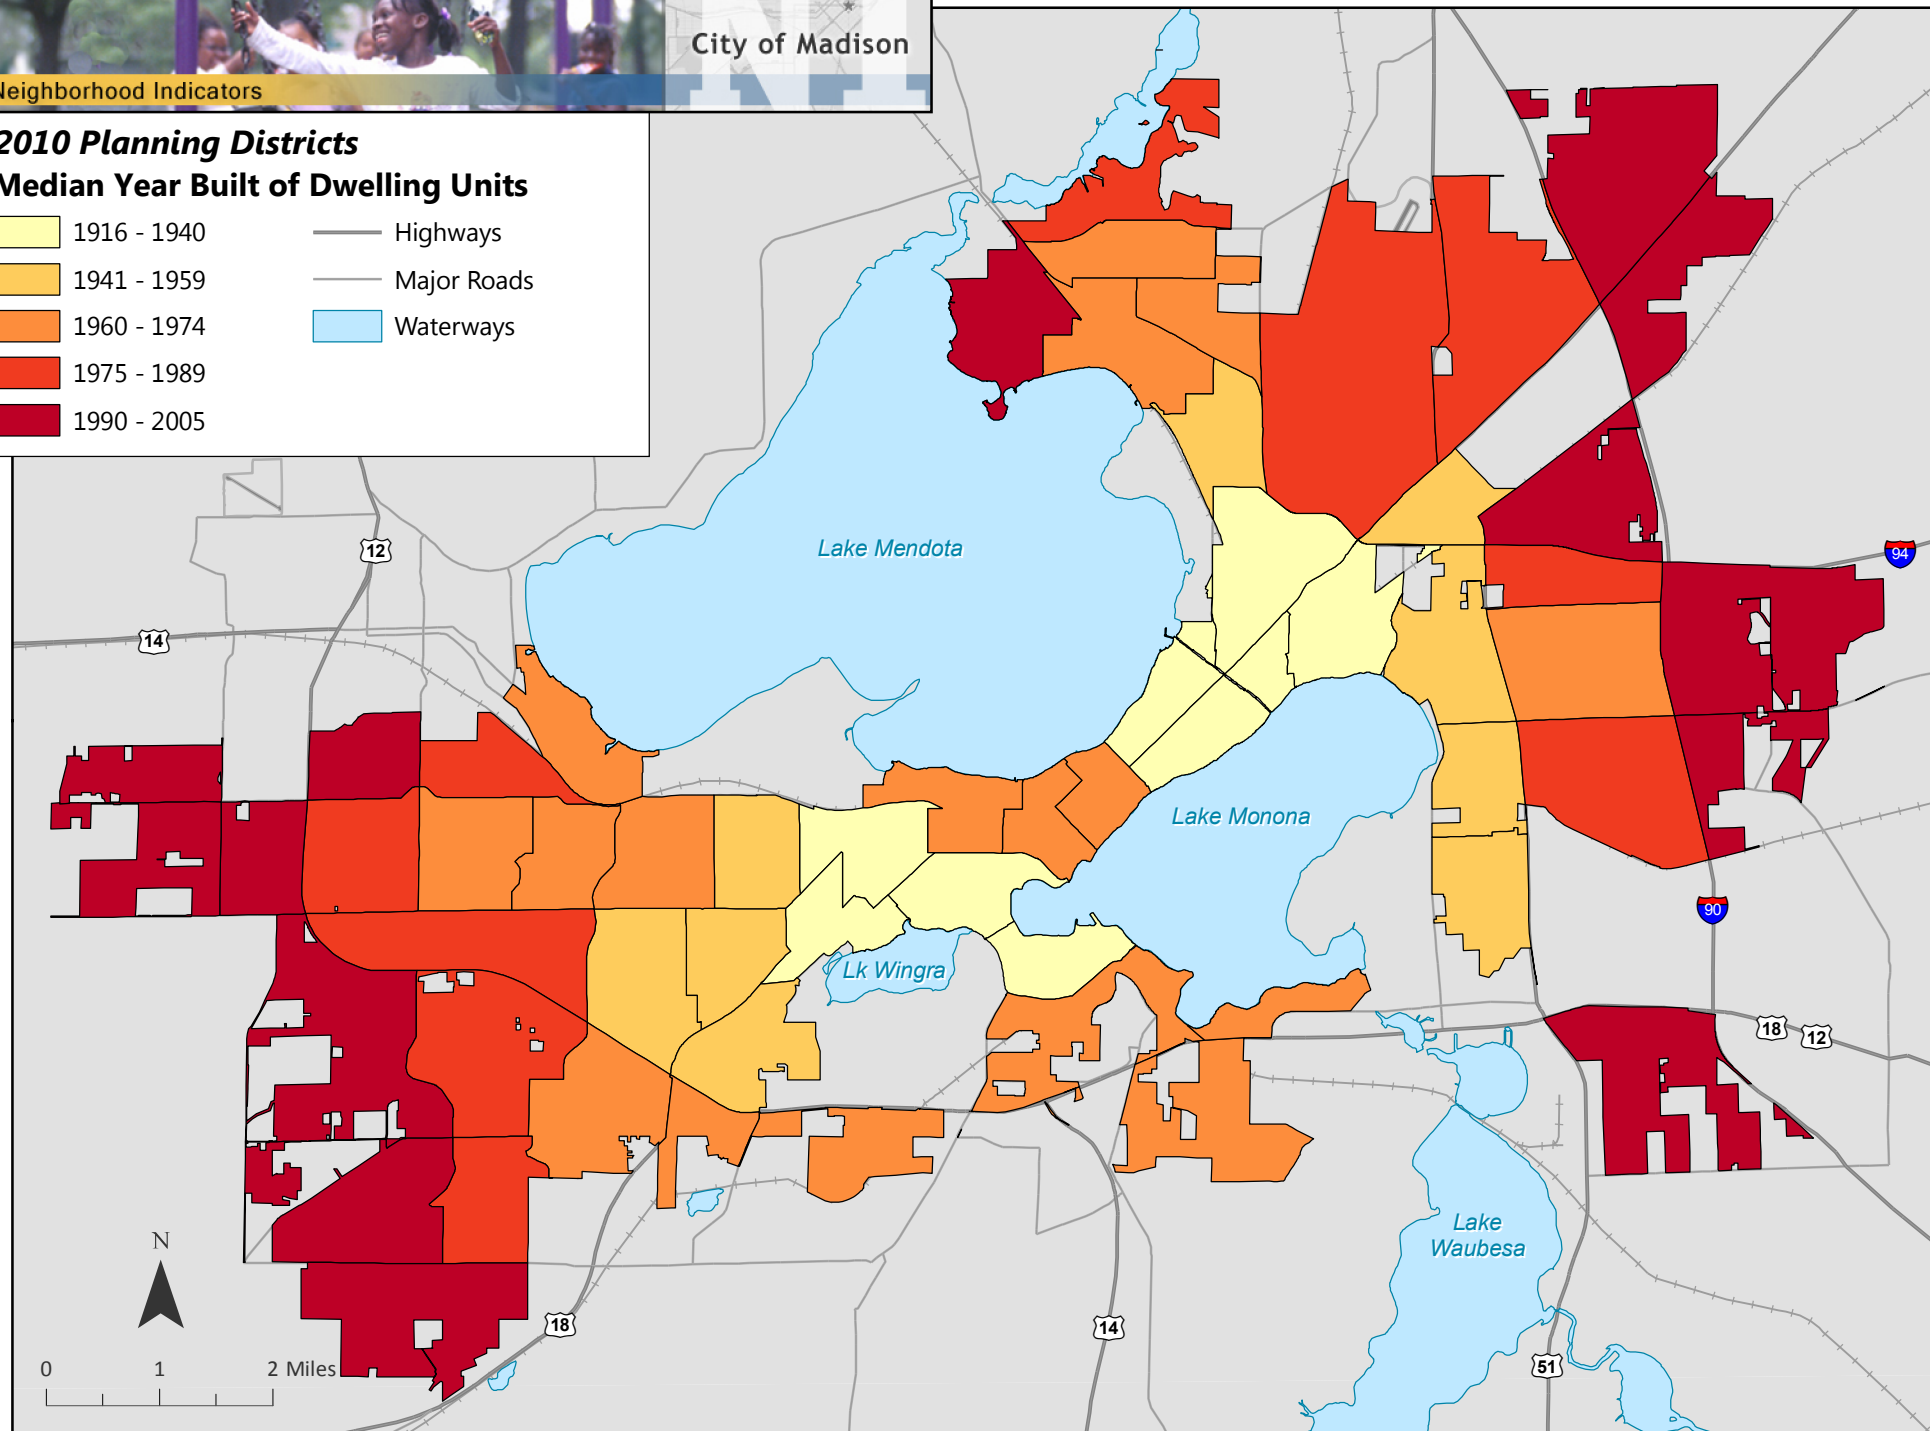 City of Madison
Neighborhood Indicators
2010 Planning Districts
Median Year Built of Dwelling Units
1916 - 1940
1941 - 1959
1960 - 1974
1975 - 1989
1990 - 2005
Highways
Major Roads
Waterways
12
14
94
Lake Mendota
Lake Monona
Lk Wingra
90
18
12
Lake
Waubesa
N
0 1 2 Miles
18
14
51